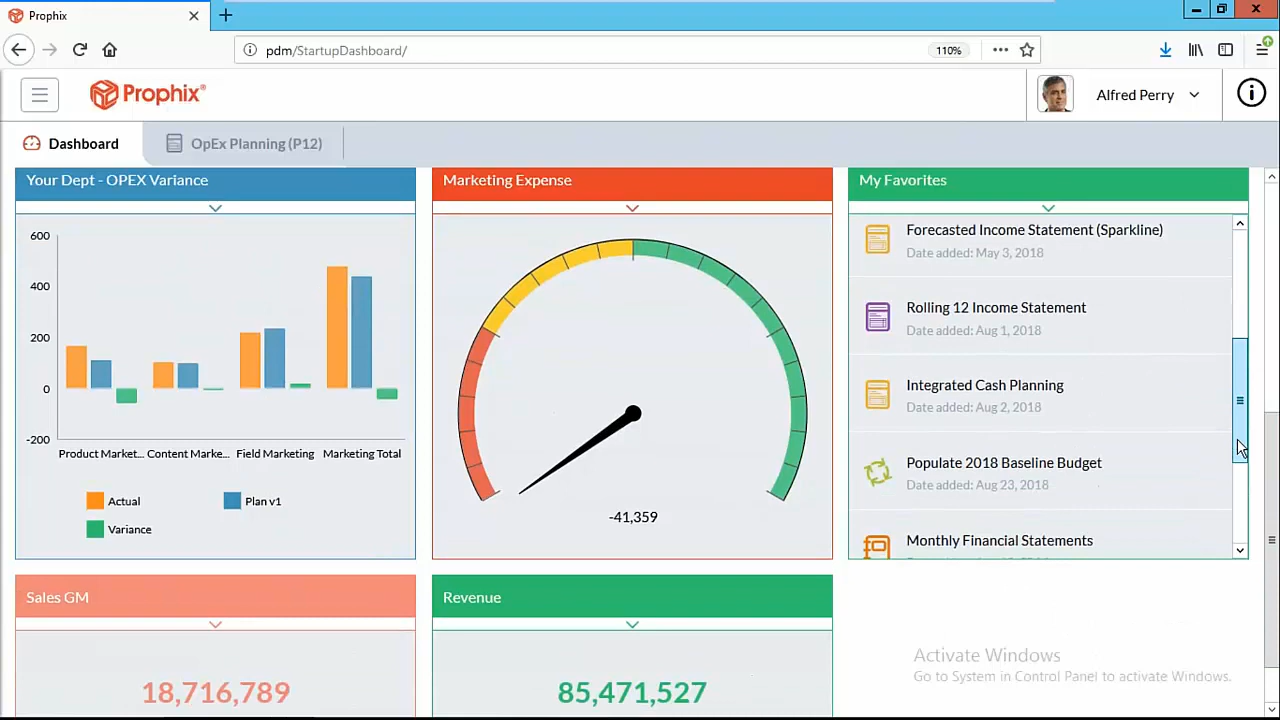 Prophix
pdm/StartupDashboard/
110%
Prophix®
Alfred Perry
Dashboard
OpEx Planning (P12)
Your Dept - OPEX Variance
600
400
200
0
-200
Product Market...
Content Marke...
Field Marketing
Marketing Total
Actual
Plan v1
Variance
Marketing Expense
-41,359
My Favorites
Forecasted Income Statement (Sparkline)
Date added: May 3, 2018
Rolling 12 Income Statement
Date added: Aug 1, 2018
Integrated Cash Planning
Date added: Aug 2, 2018
Populate 2018 Baseline Budget
Date added: Aug 23, 2018
Monthly Financial Statements
Sales GM
18,716,789
Revenue
85,471,527
Activate Windows
Go to System in Control Panel to activate Windows.